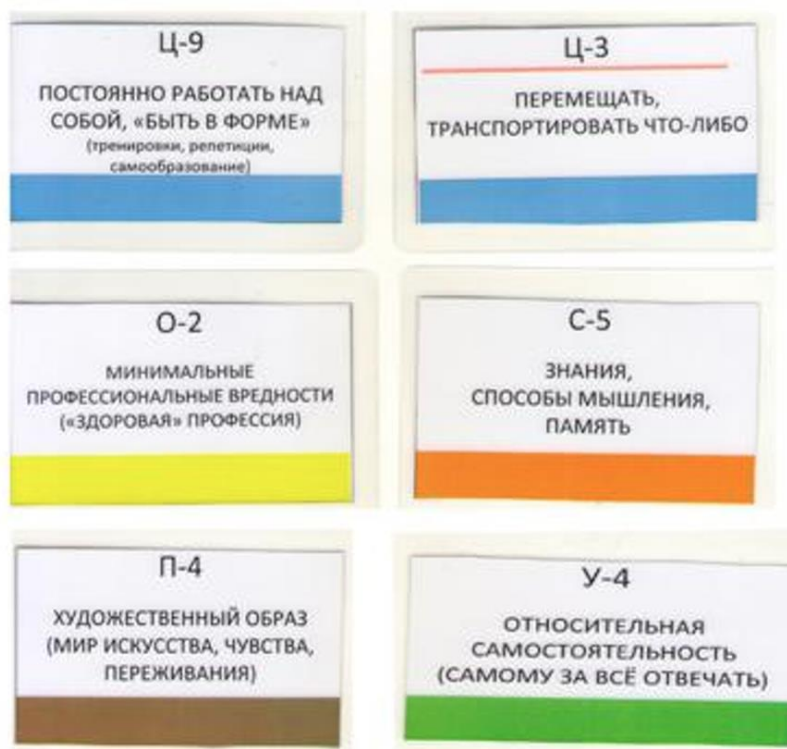 Ц-9
ПОСТОЯННО РАБОТАТЬ НАД
СОБОЙ, «БЫТЬ В ФОРМЕ»
(тренировки, репетиции,
самообразование)
Ц-3
ПЕРЕМЕЩАТЬ,
ТРАНСПОРТИРОВАТЬ ЧТО-ЛИБО
О-2
МИНИМАЛЬНЫЕ
ПРОФЕССИОНАЛЬНЫЕ ВРЕДНОСТИ
(«ЗДОРОВАЯ» ПРОФЕССИЯ)
С-5
ЗНАНИЯ,
СПОСОБЫ МЫШЛЕНИЯ,
ПАМЯТЬ
П-4
ХУДОЖЕСТВЕННЫЙ ОБРАЗ
(МИР ИСКУССТВА, ЧУВСТВА,
ПЕРЕЖИВАНИЯ)
У-4
ОТНОСИТЕЛЬНАЯ
САМОСТОЯТЕЛЬНОСТЬ
(САМОМУ ЗА ВСЁ ОТВЕЧАТЬ)